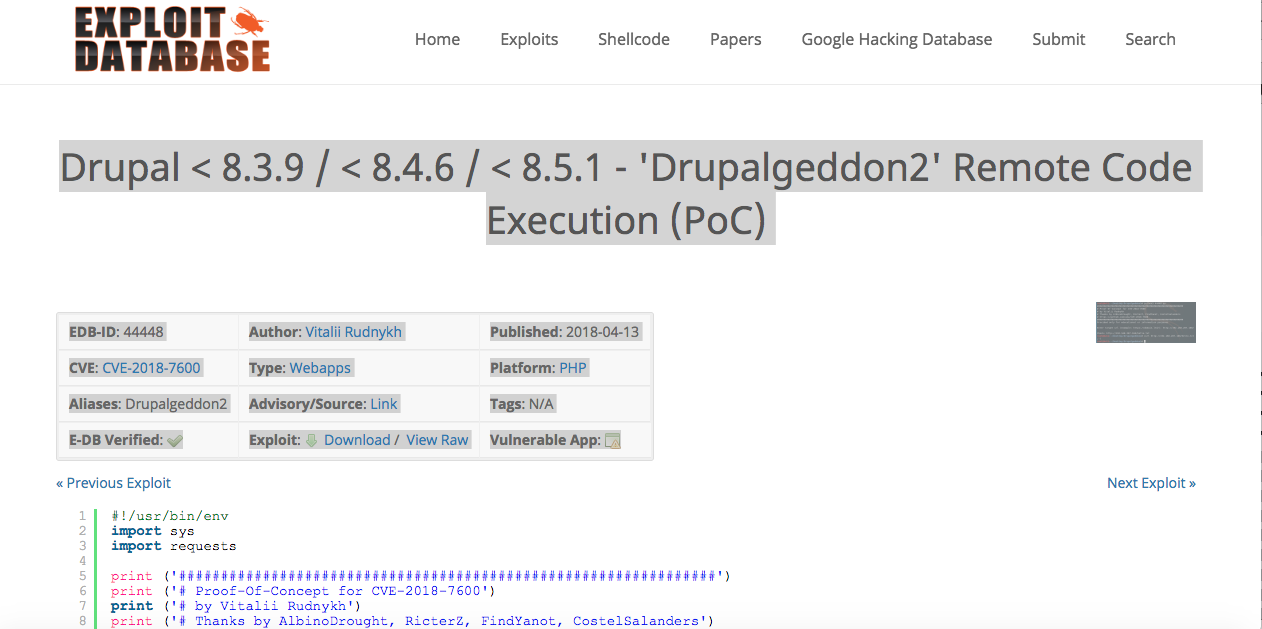 EXPLOIT
DATABASE
Home Exploits Shellcode Papers Google Hacking Database Submit Search
Drupal < 8.3.9 / < 8.4.6 / < 8.5.1 - 'Drupalgeddon2' Remote Code
Execution (PoC)
EDB-ID: 44448 Author: Vitalii Rudnykh Published: 2018-04-13
CVE: CVE-2018-7600 Type: Webapps Platform: PHP
Aliases: Drupalgeddon2 Advisory/Source: Link Tags: N/A
E-DB Verified: Exploit: Download / View Raw Vulnerable App:
« Previous Exploit Next Exploit »
1 #!/usr/bin/env
2 import sys
3 import requests
4
5 print ('################################################################')
6 print ('# Proof-Of-Concept for CVE-2018-7600')
7 print ('# by Vitalii Rudnykh')
8 print ('# Thanks by AlbinoDrought, RicterZ, FindYanot, CostelSalanders')